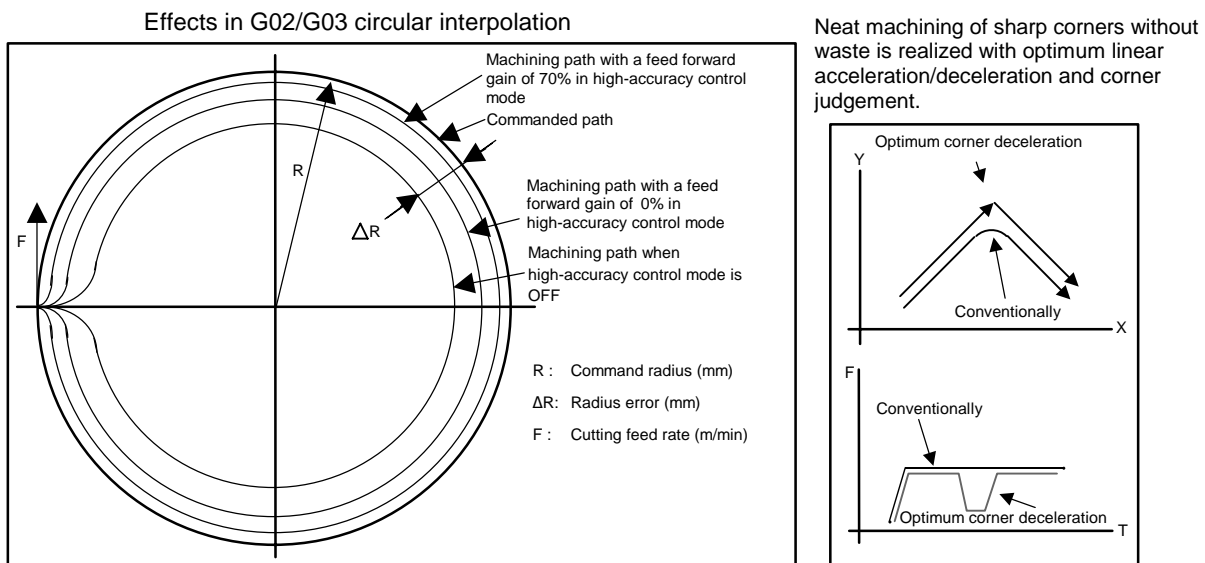 Effects in G02/G03 circular interpolation
Machining path with a feed forward
gain of 70% in high-accuracy control
mode
Commanded path
R
Machining path with a feed
forward gain of 0% in
high-accuracy control mode
F
ΔR
Machining path when
high-accuracy control mode is
OFF
R : Command radius (mm)
ΔR: Radius error (mm)
F : Cutting feed rate (m/min)
Neat machining of sharp corners without
waste is realized with optimum linear
acceleration/deceleration and corner
judgement.
Optimum corner deceleration
Y
Conventionally
X
F
Conventionally
Optimum corner deceleration
T